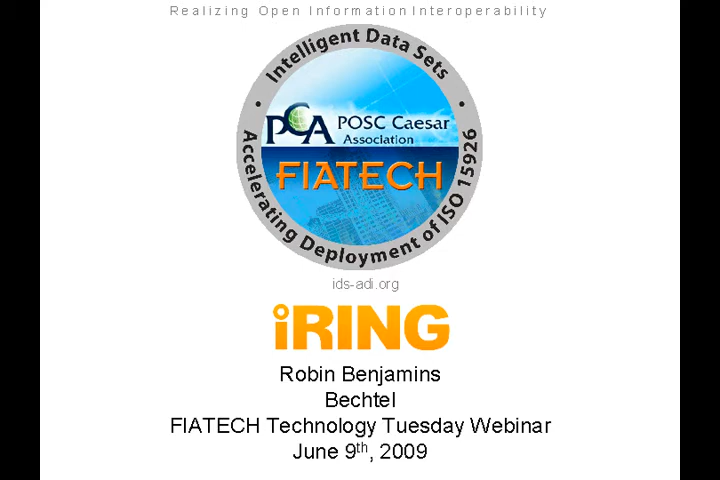 Realizing Open Information Interoperability
Intelligent Data Sets
PCA POSC Caesar
Association
FIATECH
Accelerating Deployment of ISO 15926
ids-adi.org
iRING
Robin Benjamins
Bechtel
FIATECH Technology Tuesday Webinar
June 9th, 2009